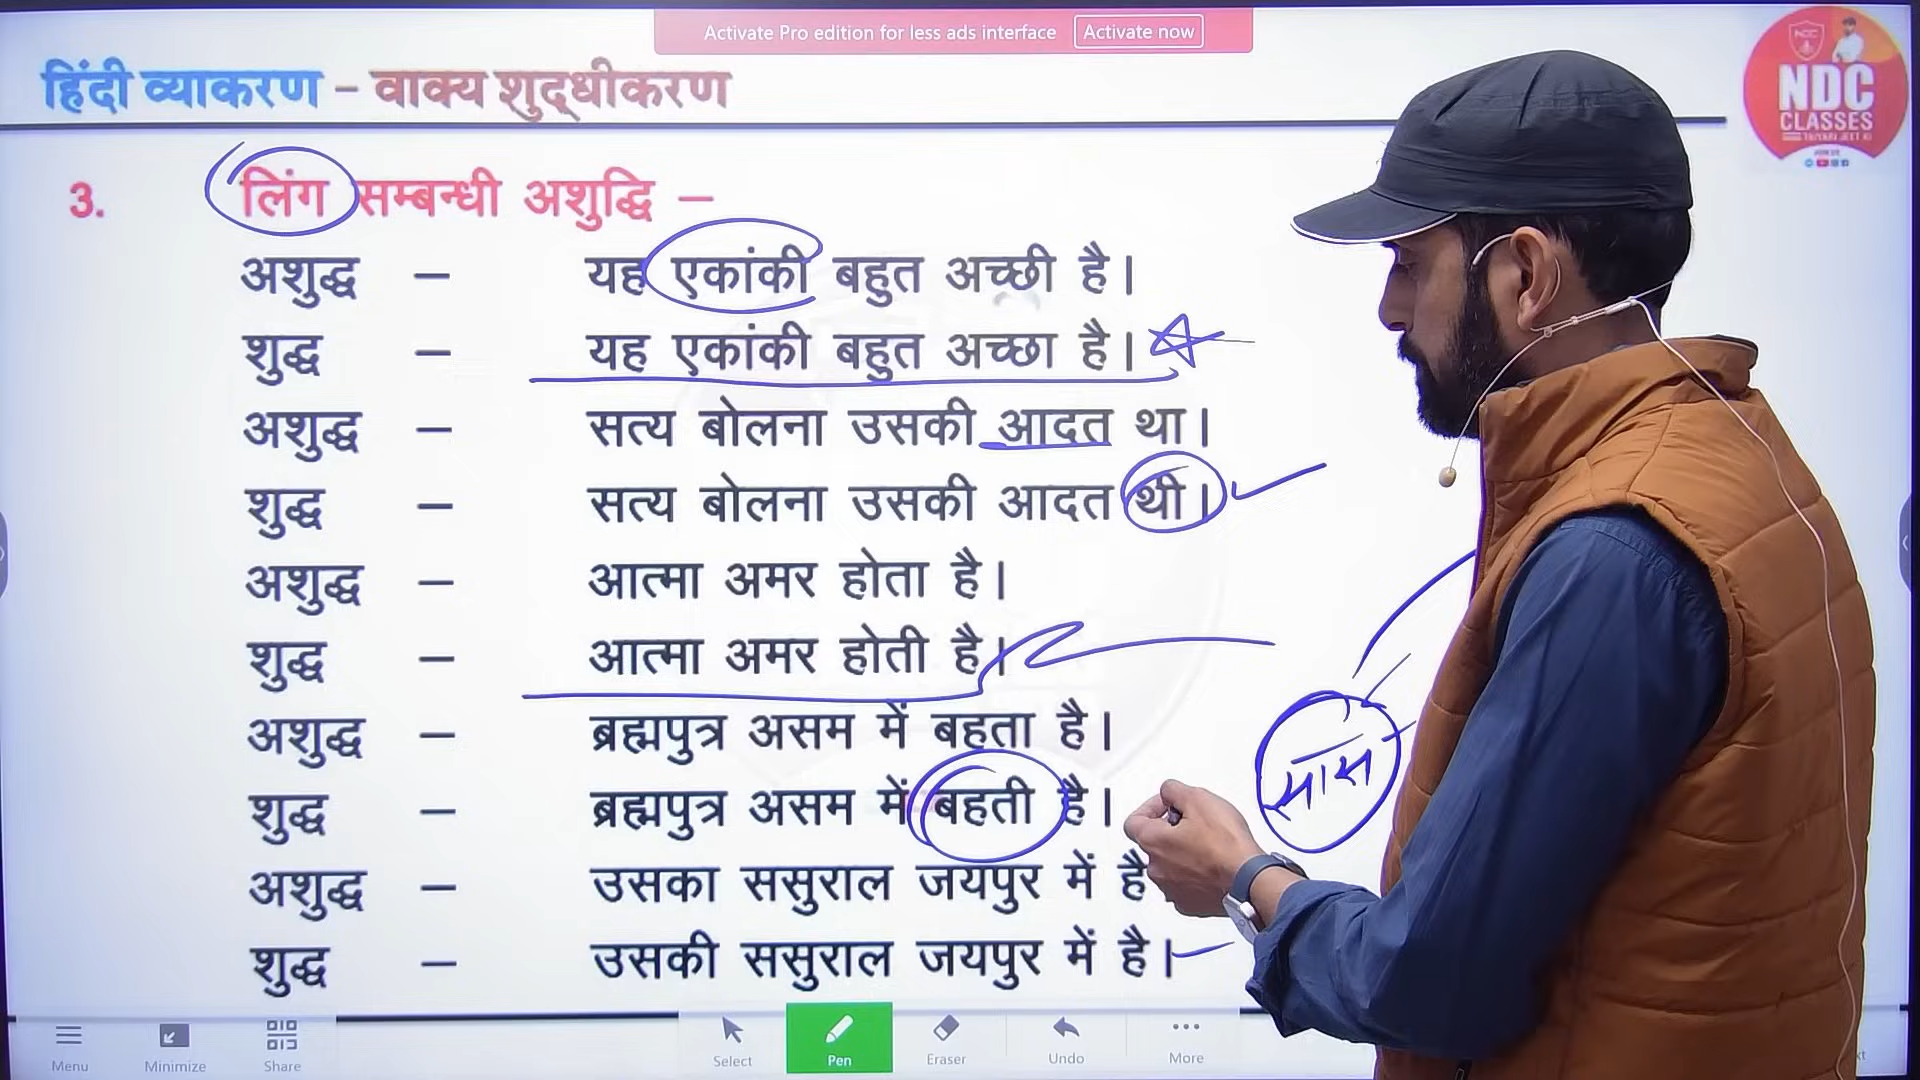 Activate Pro edition for less ads interface Activate now
हिंदी व्याकरण – वाक्य शुद्धीकरण
NDC
CLASSES
3. लिंग सम्बन्धी अशुद्धि –
अशुद्ध – यह एकांकी बहुत अच्छी है।
शुद्ध – यह एकांकी बहुत अच्छा है।
अशुद्ध – सत्य बोलना उसकी आदत था।
शुद्ध – सत्य बोलना उसकी आदत थी।
अशुद्ध – आत्मा अमर होता है।
शुद्ध – आत्मा अमर होती है।
अशुद्ध – ब्रह्मपुत्र असम में बहता है।
शुद्ध – ब्रह्मपुत्र असम में बहती है।
अशुद्ध – उसका ससुराल जयपुर में है
शुद्ध – उसकी ससुराल जयपुर में है।
Menu Minimize Share Select Pen Eraser Undo More